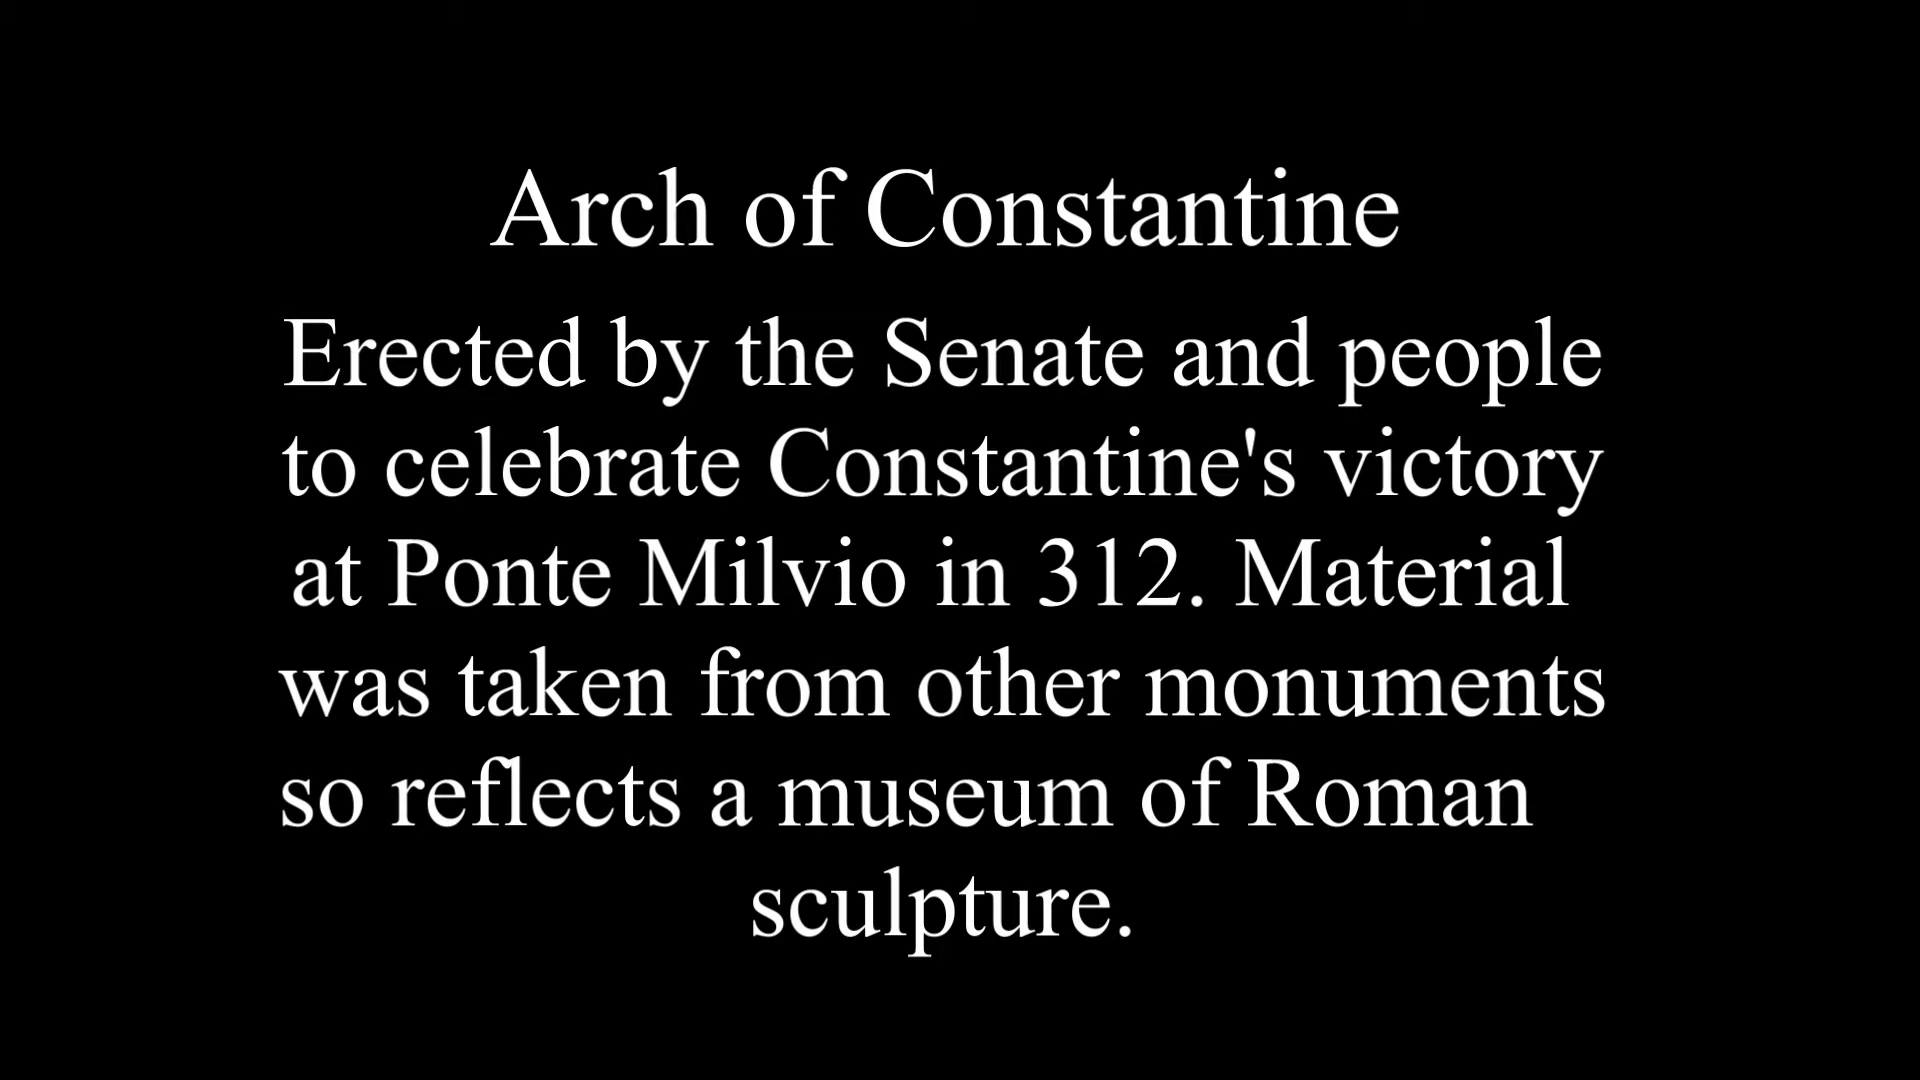 Arch of Constantine
Erected by the Senate and people
to celebrate Constantine's victory
at Ponte Milvio in 312. Material
was taken from other monuments
so reflects a museum of Roman
sculpture.